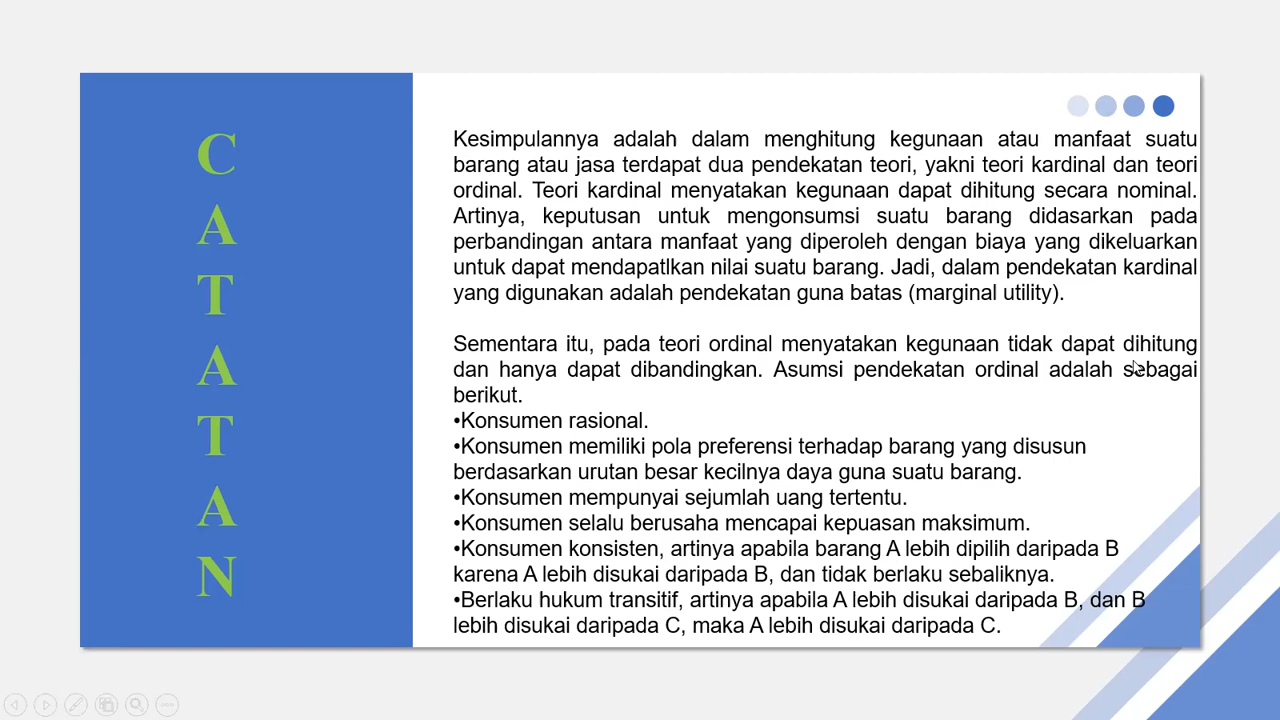 C
A
T
A
T
A
N
Kesimpulannya adalah dalam menghitung kegunaan atau manfaat suatu
barang atau jasa terdapat dua pendekatan teori, yakni teori kardinal dan teori
ordinal. Teori kardinal menyatakan kegunaan dapat dihitung secara nominal.
Artinya, keputusan untuk mengonsumsi suatu barang didasarkan pada
perbandingan antara manfaat yang diperoleh dengan biaya yang dikeluarkan
untuk dapat mendapatlkan nilai suatu barang. Jadi, dalam pendekatan kardinal
yang digunakan adalah pendekatan guna batas (marginal utility).
Sementara itu, pada teori ordinal menyatakan kegunaan tidak dapat dihitung
dan hanya dapat dibandingkan. Asumsi pendekatan ordinal adalah sebagai
berikut.
•Konsumen rasional.
•Konsumen memiliki pola preferensi terhadap barang yang disusun
berdasarkan urutan besar kecilnya daya guna suatu barang.
•Konsumen mempunyai sejumlah uang tertentu.
•Konsumen selalu berusaha mencapai kepuasan maksimum.
•Konsumen konsisten, artinya apabila barang A lebih dipilih daripada B
karena A lebih disukai daripada B, dan tidak berlaku sebaliknya.
•Berlaku hukum transitif, artinya apabila A lebih disukai daripada B, dan B
lebih disukai daripada C, maka A lebih disukai daripada C.